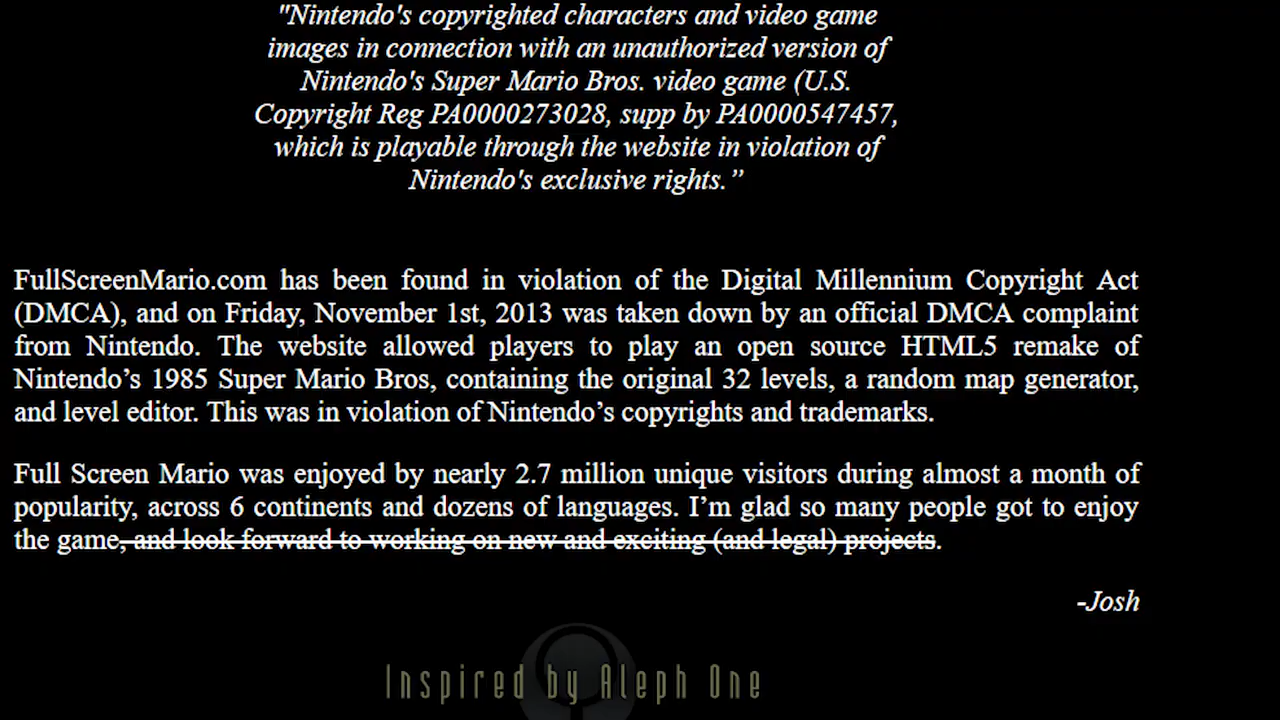 "Nintendo's copyrighted characters and video game
images in connection with an unauthorized version of
Nintendo's Super Mario Bros. video game (U.S.
Copyright Reg PA0000273028, supp by PA0000547457,
which is playable through the website in violation of
Nintendo's exclusive rights.”
FullScreenMario.com has been found in violation of the Digital Millennium Copyright Act
(DMCA), and on Friday, November 1st, 2013 was taken down by an official DMCA complaint
from Nintendo. The website allowed players to play an open source HTML5 remake of
Nintendo’s 1985 Super Mario Bros, containing the original 32 levels, a random map generator,
and level editor. This was in violation of Nintendo’s copyrights and trademarks.
Full Screen Mario was enjoyed by nearly 2.7 million unique visitors during almost a month of
popularity, across 6 continents and dozens of languages. I’m glad so many people got to enjoy
the game, and look forward to working on new and exciting (and legal) projects.
-Josh
Inspired by Aleph One